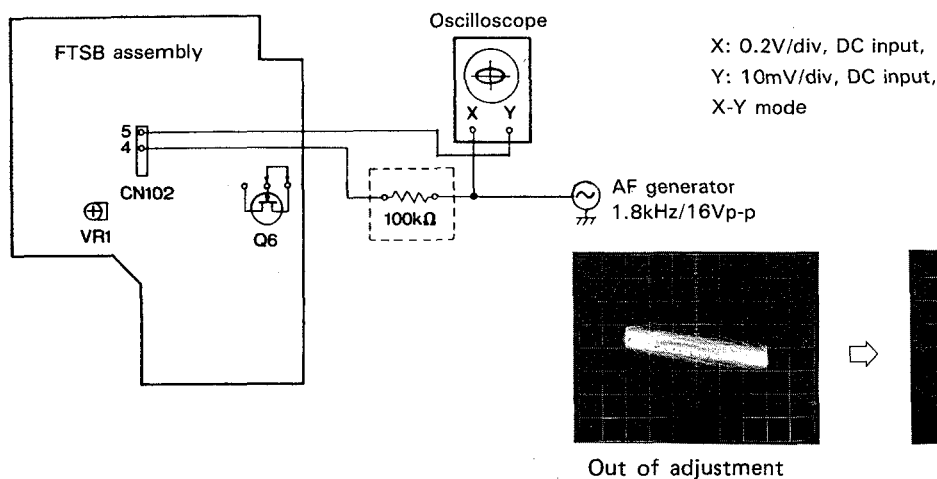 Oscilloscope
X: 0.2V/div, DC input,
Y: 10mV/div, DC input,
X-Y mode
FTSB assembly
X Y
5
4
CN102
VR1
Q6
100kΩ
AF generator
1.8kHz/16Vp-p
Out of adjustment